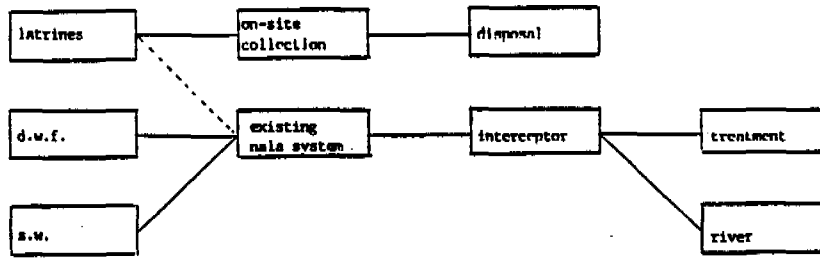 latrines
on-site
collection
disposal
d.w.f.
existing
nala system
interceptor
treatment
s.w.
river